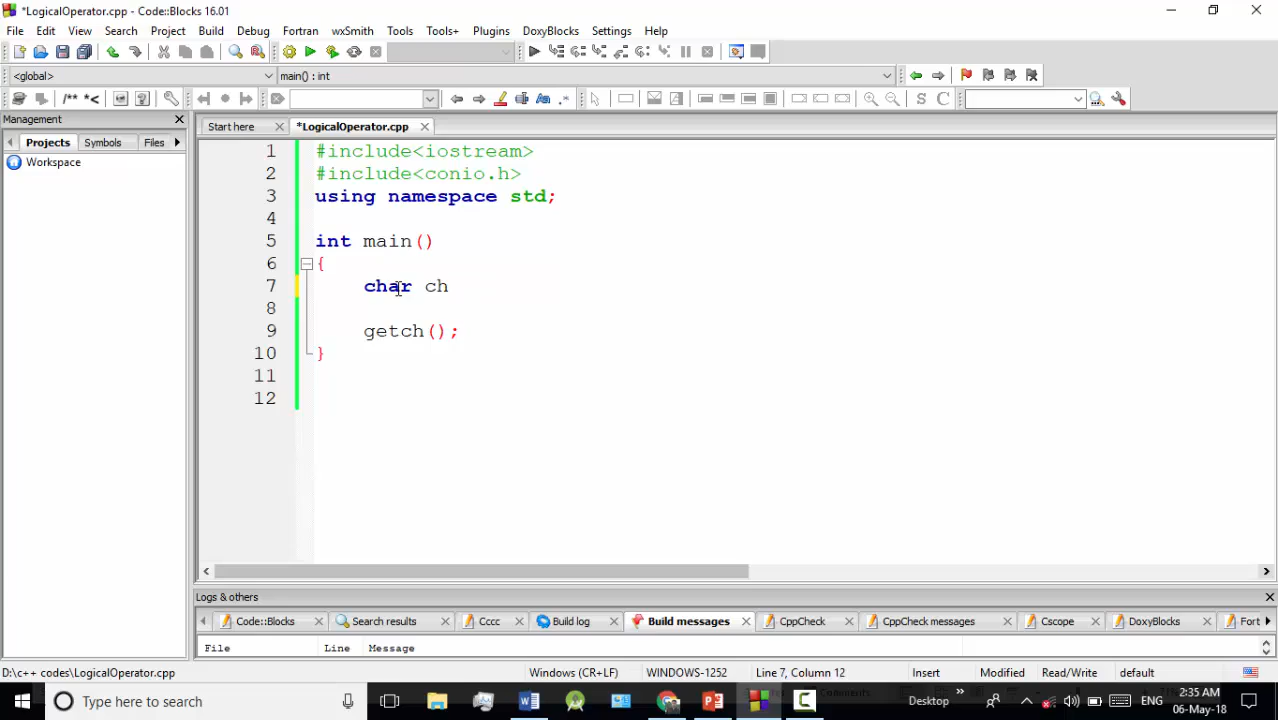 *LogicalOperator.cpp - Code::Blocks 16.01
File Edit View Search Project Build Debug Fortran wxSmith Tools Tools+ Plugins DoxyBlocks Settings Help
<global> main() : int
/** *< S C
Management
Projects Symbols Files
Workspace
Start here *LogicalOperator.cpp
1 #include<iostream>
2 #include<conio.h>
3 using namespace std;
4
5 int main()
6 {
7 char ch
8
9 getch();
10 }
11
12
Logs & others
Code::Blocks Search results Cccc Build log Build messages CppCheck CppCheck messages Cscope DoxyBlocks Fort
File Line Message
D:\c++ codes\LogicalOperator.cpp Windows (CR+LF) WINDOWS-1252 Line 7, Column 12 Insert Modified Read/Write default
Type here to search Desktop ENG 2:35 AM
06-May-18